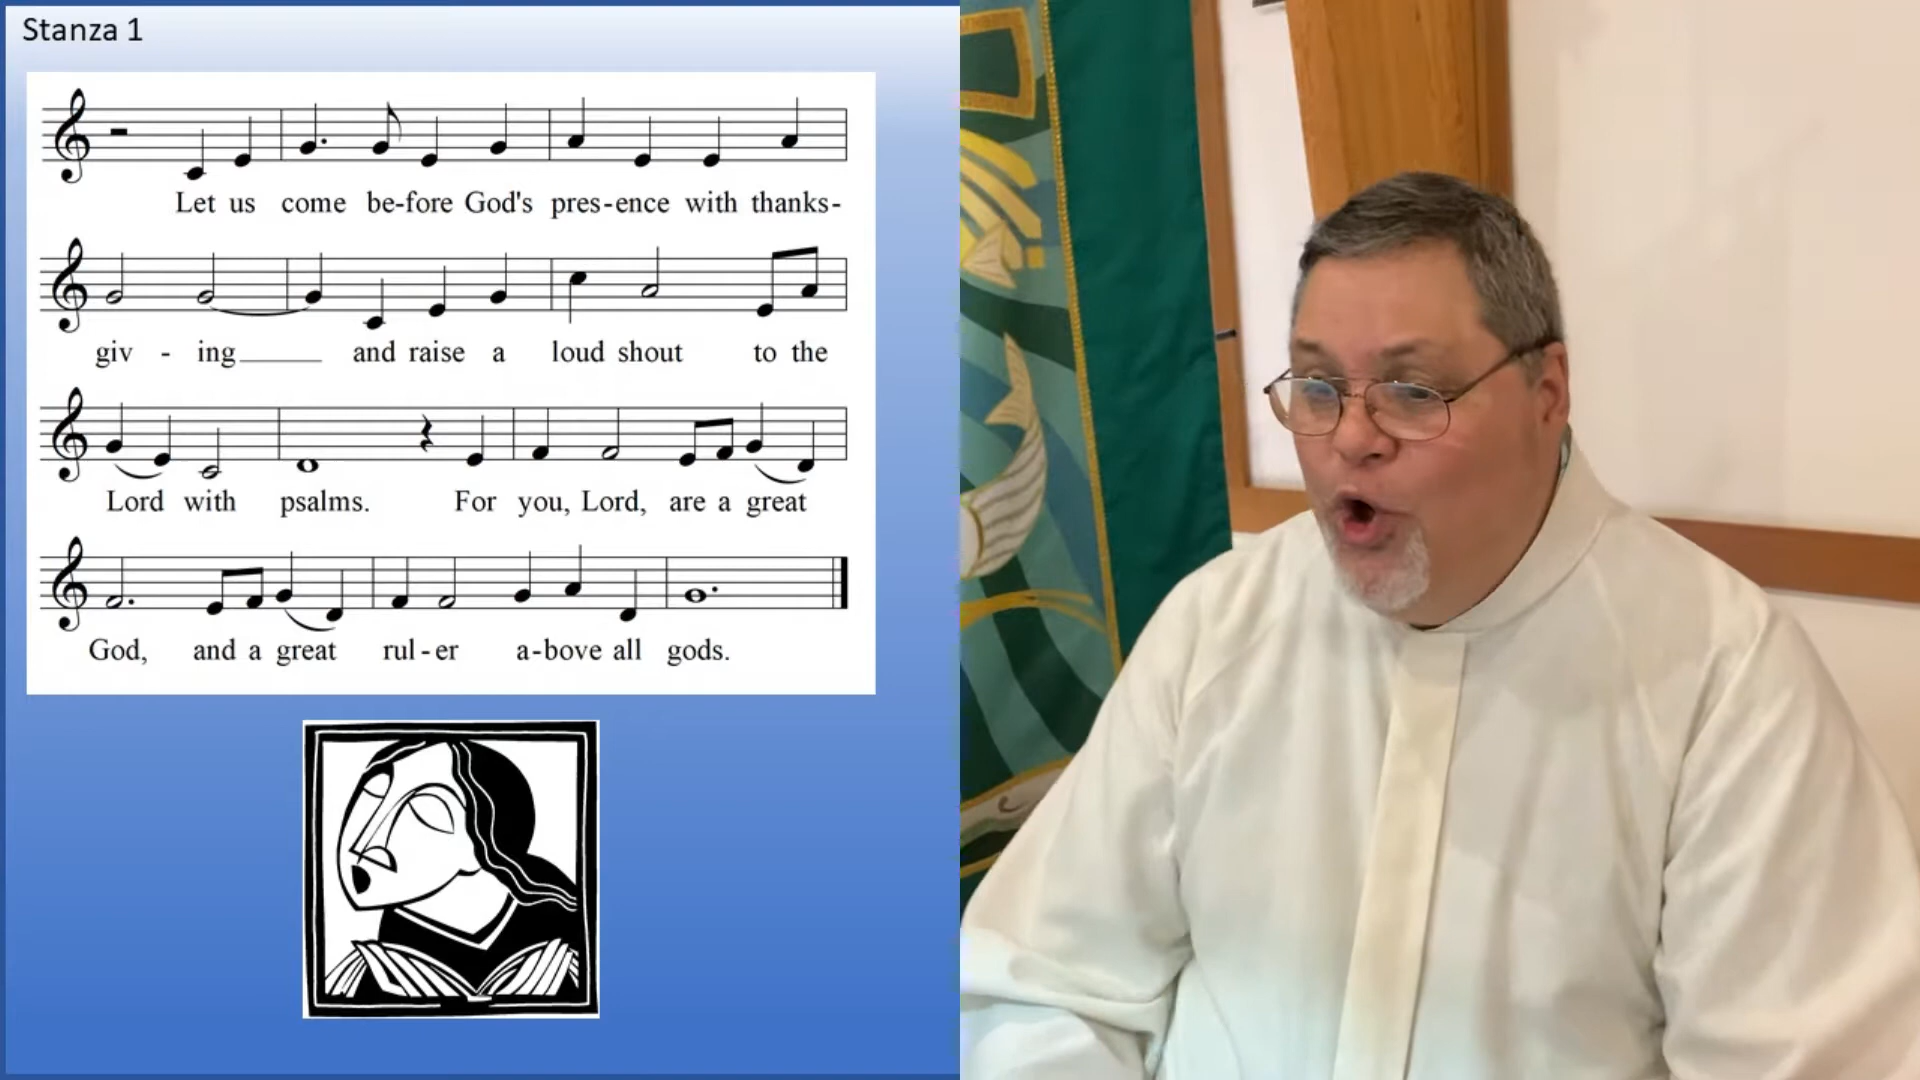 Stanza 1
Let us come be-fore God's pres-ence with thanks-
giv - ing____ and raise a loud shout to the
Lord with psalms. For you, Lord, are a great
God, and a great rul-er a-bove all gods.